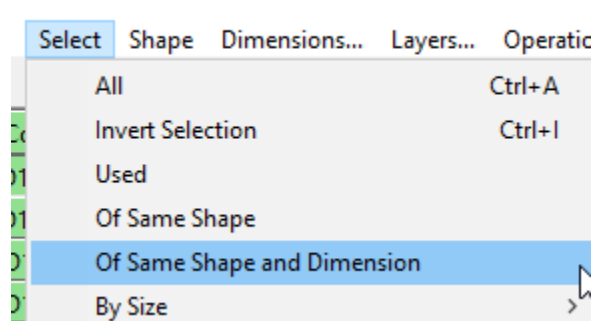 Select Shape Dimensions... Layers...
All Ctrl+A
Invert Selection Ctrl+I
Used
Of Same Shape
Of Same Shape and Dimension
By Size >